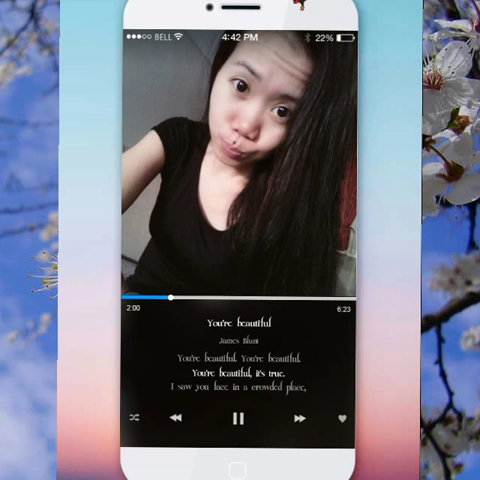 BELL 4:42 PM 22%
2:00 6:23
You're beautiful
James Blunt
You're beautiful. You're beautiful.
You're beautiful, it's true.
I saw you face in a crowded place,